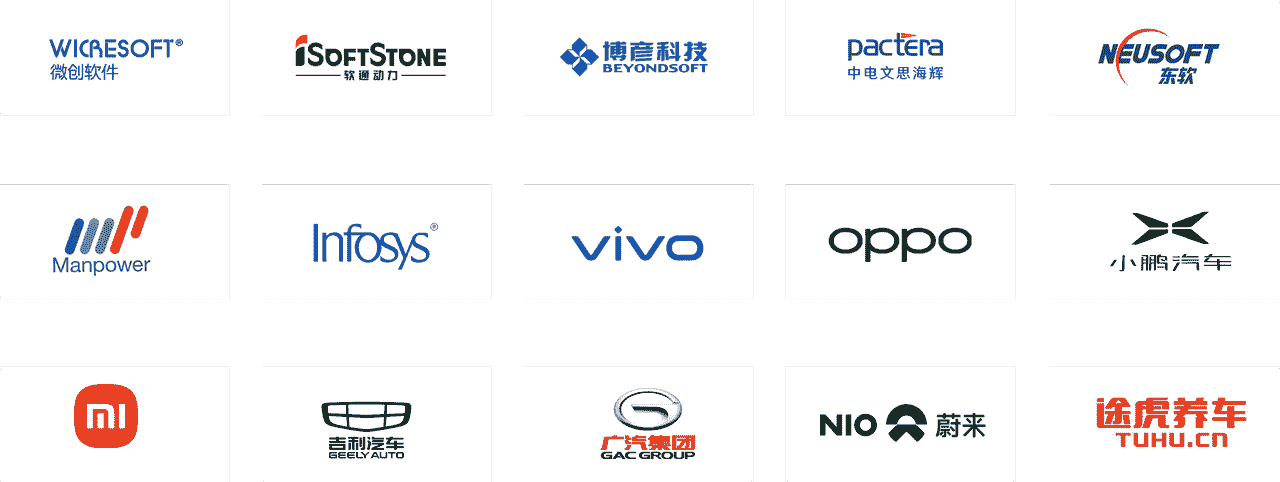 WICRESOFT®
微创软件
iSOFTSTONE
软通动力
博彦科技
BEYONDSOFT
pactera
中电文思海辉
NEUSOFT
东软
Manpower
Infosys®
vivo
oppo
小鹏汽车
mi
吉利汽车
GEELY AUTO
广汽集团
GAC GROUP
NIO 蔚来
途虎养车
TUHU.CN